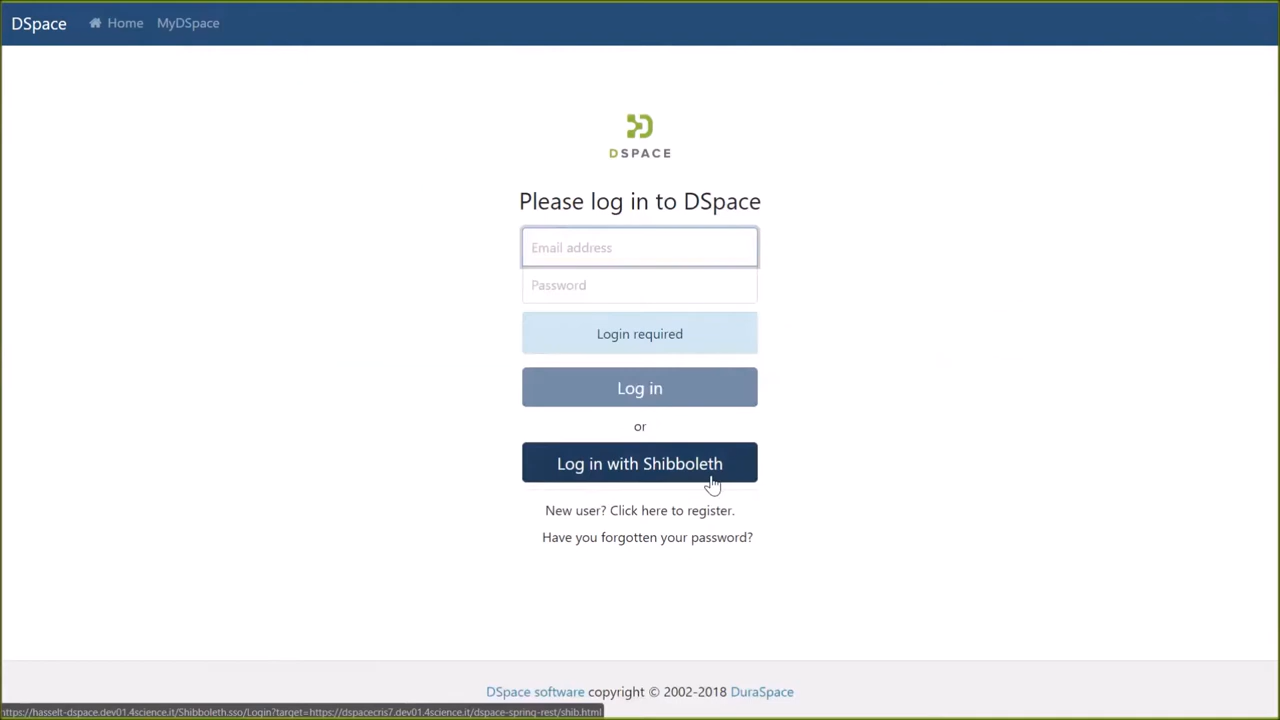 DSpace Home MyDSpace
DSPACE
Please log in to DSpace
Email address
Password
Login required
Log in
or
Log in with Shibboleth
New user? Click here to register.
Have you forgotten your password?
DSpace software copyright © 2002-2018 DuraSpace
https://hasselt-dspace.dev01.4science.it/Shibboleth.sso/Login?target=https://dspacecris7.dev01.4science.it/dspace-spring-rest/shib.html